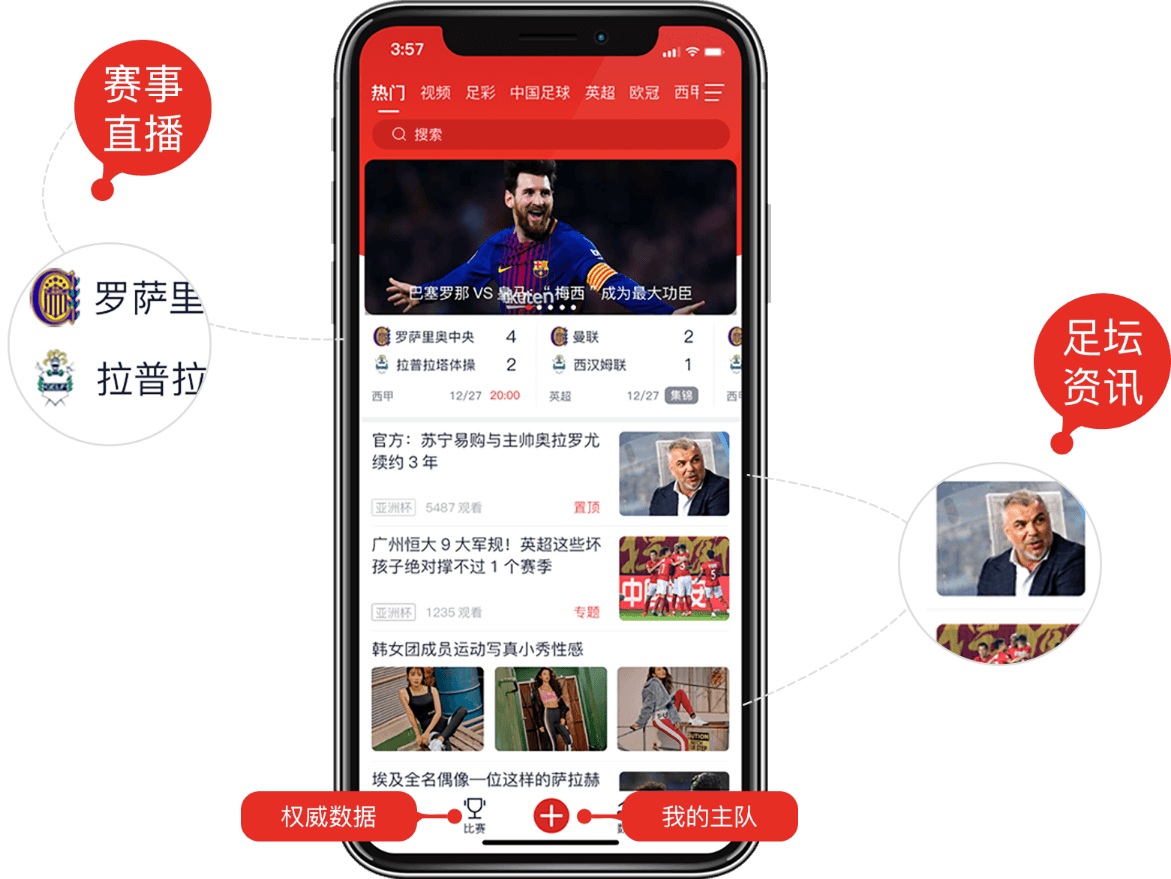 赛事
直播
罗萨里
拉普拉
3:57
热门 视频 足彩 中国足球 英超 欧冠 西甲
搜索
巴塞罗那 VS 皇马："梅西"成为最大功臣
罗萨里奥中央 4
拉普拉塔体操 2
西甲 12/27 20:00
曼联 2
西汉姆联 1
英超 12/27 集锦
西甲
官方：苏宁易购与主帅奥拉罗尤
续约 3 年
亚洲杯 5487 观看 置顶
广州恒大 9 大军规！英超这些坏
孩子绝对撑不过 1 个赛季
亚洲杯 1235 观看 专题
韩女团成员运动写真小秀性感
CAUTION
埃及全名偶像一位这样的萨拉赫
权威数据
比赛
我的主队
足坛
资讯